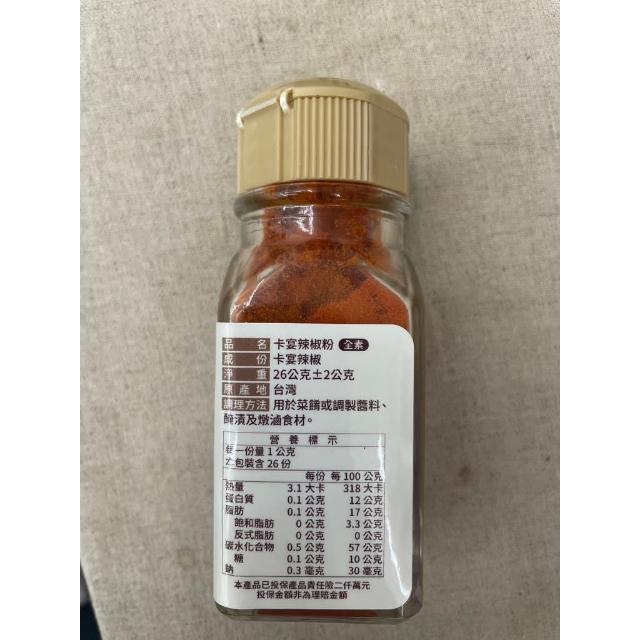 品名 卡宴辣椒粉 全素
成份 卡宴辣椒
淨重 26公克±2公克
原產地 台灣
調理方法 用於菜餚或調製醬料、
醃漬及燉滷食材。
營養標示
每一份量 1 公克
本包裝含 26 份
每份 每 100 公克
熱量 3.1 大卡 318 大卡
蛋白質 0.1 公克 12 公克
脂肪 0.1 公克 17 公克
飽和脂肪 0 公克 3.3 公克
反式脂肪 0 公克 0 公克
碳水化合物 0.5 公克 57 公克
糖 0.1 公克 10 公克
鈉 0.3 毫克 30 毫克
本產品已投保產品責任險二仟萬元
投保金額非為理賠金額